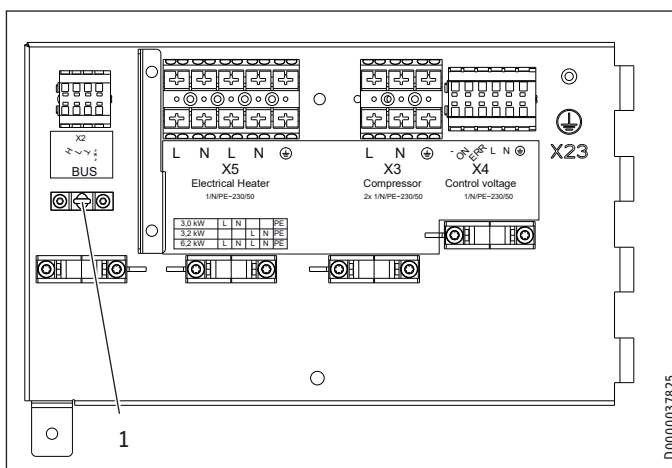 X2
H L ⊥ "+"
BUS
L N L N
X5
Electrical Heater
1/N/PE~230/50
3,0 kW L N PE
3,2 kW L N PE
6,2 kW L N L N PE
L N
X3
Compressor
2x 1/N/PE~230/50
- ON ERR L N
X4
Control voltage
1/N/PE~230/50
X23
1
D0000037825